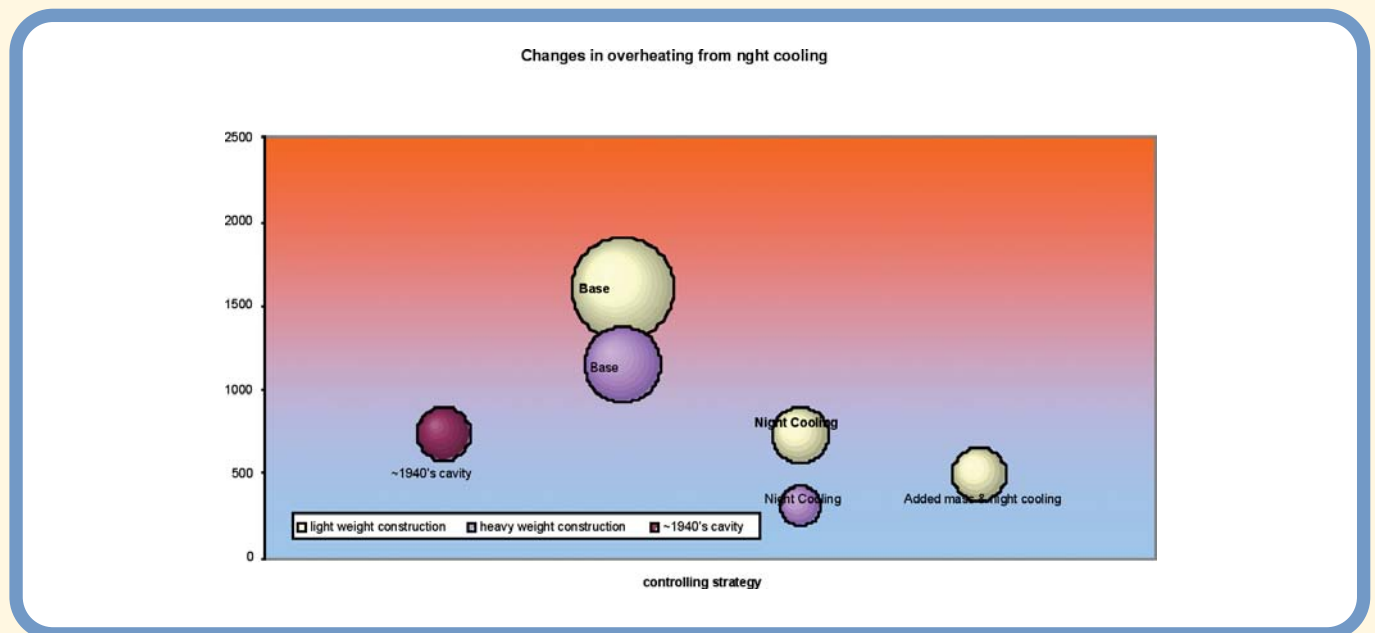 Changes in overheating from nght cooling
2500
2000
1500
1000
500
0
Base
Base
~1940's cavity
Night Cooling
Night Cooling
Added mass & night cooling
light weight construction heavy weight construction ~1940's cavity
controlling strategy